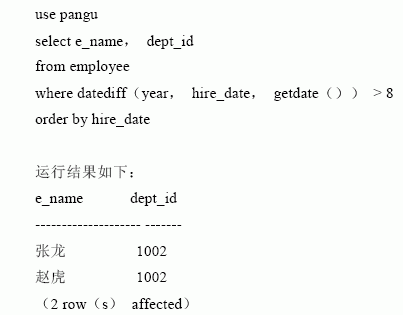 use pangu
select e_name， dept_id
from employee
where datediff（year， hire_date， getdate（）） > 8
order by hire_date
运行结果如下：
e_name dept_id
-------------------- -------
张龙 1002
赵虎 1002
（2 row（s） affected）